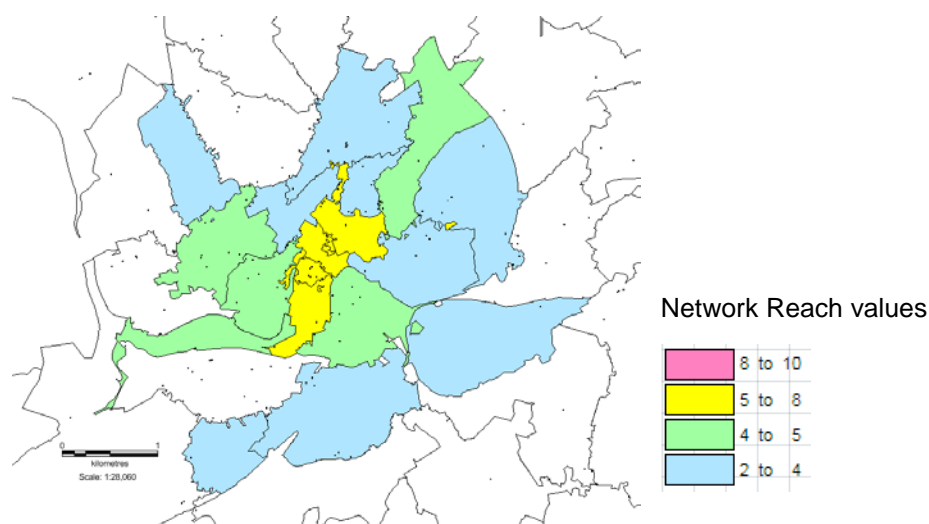 Network Reach values
8 to 10
5 to 8
4 to 5
2 to 4
0 1
kilometres
Scale: 1:28,060